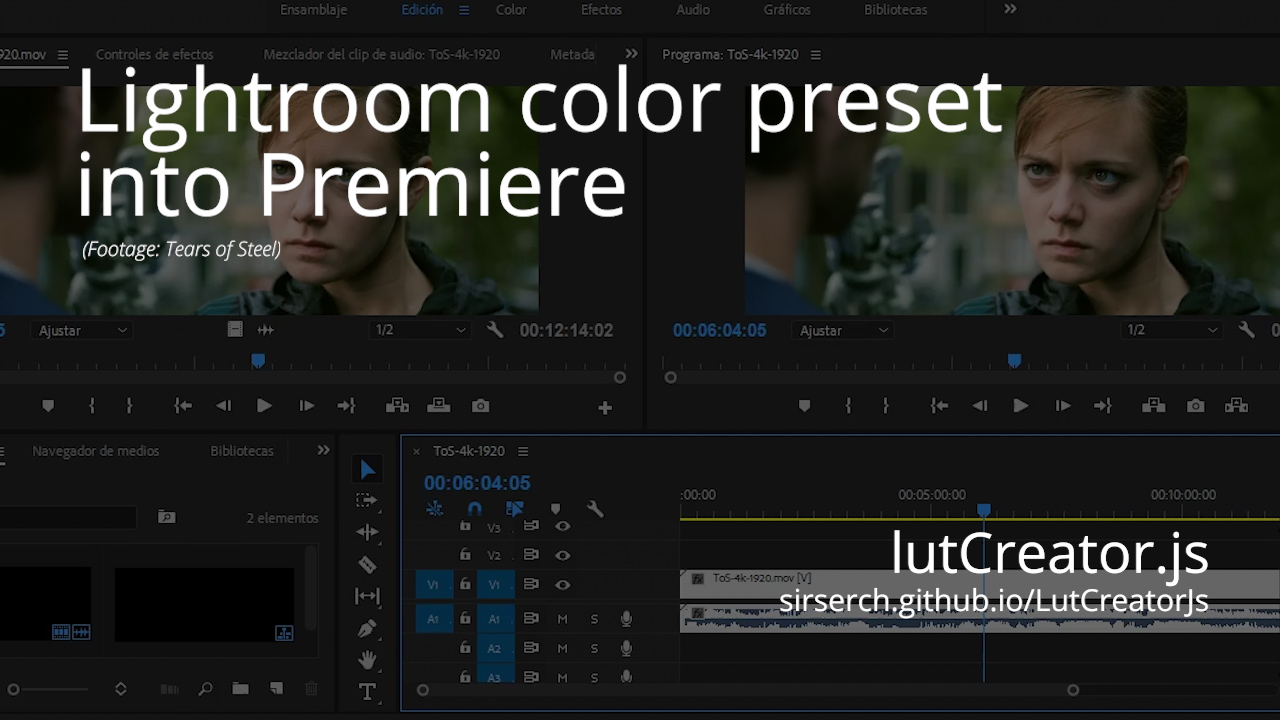 Ensamblaje Edición Color Efectos Audio Gráficos Bibliotecas
920.mov Controles de efectos Mezclador del clip de audio: ToS-4k-1920 Metada Programa: ToS-4k-1920
Lightroom color preset
into Premiere
(Footage: Tears of Steel)
5 Ajustar 1/2 00:12:14:02 00:06:04:05 Ajustar 1/2 0
Navegador de medios Bibliotecas × ToS-4k-1920
00:06:04:05
:00:00 00:05:00:00 00:10:00:00
2 elementos
V3
V2
lutCreator.js
V1 V1 ToS-4k-1920.mov [V]
sirserch.github.io/LutCreatorJs
A1 A1 M S
A2 M S
A3 M S